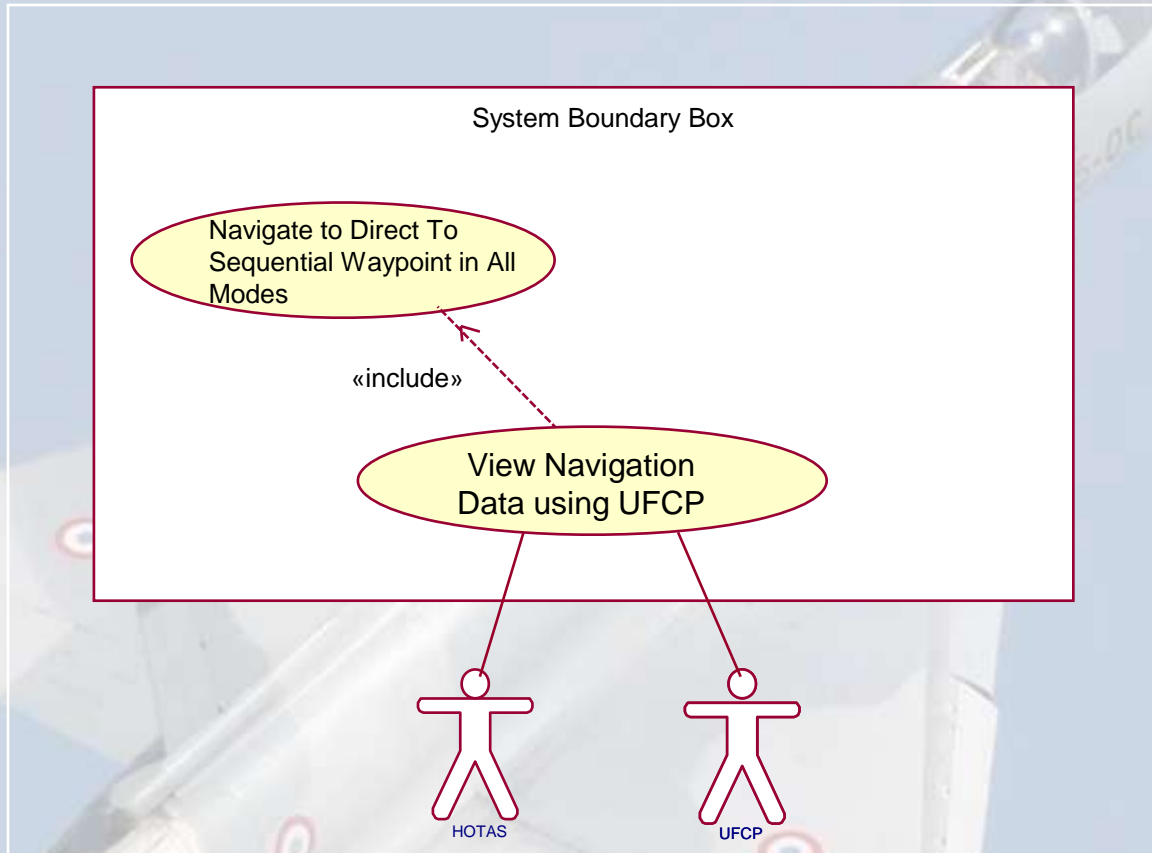 System Boundary Box
Navigate to Direct To
Sequential Waypoint in All
Modes
«include»
View Navigation
Data using UFCP
HOTAS
UFCP